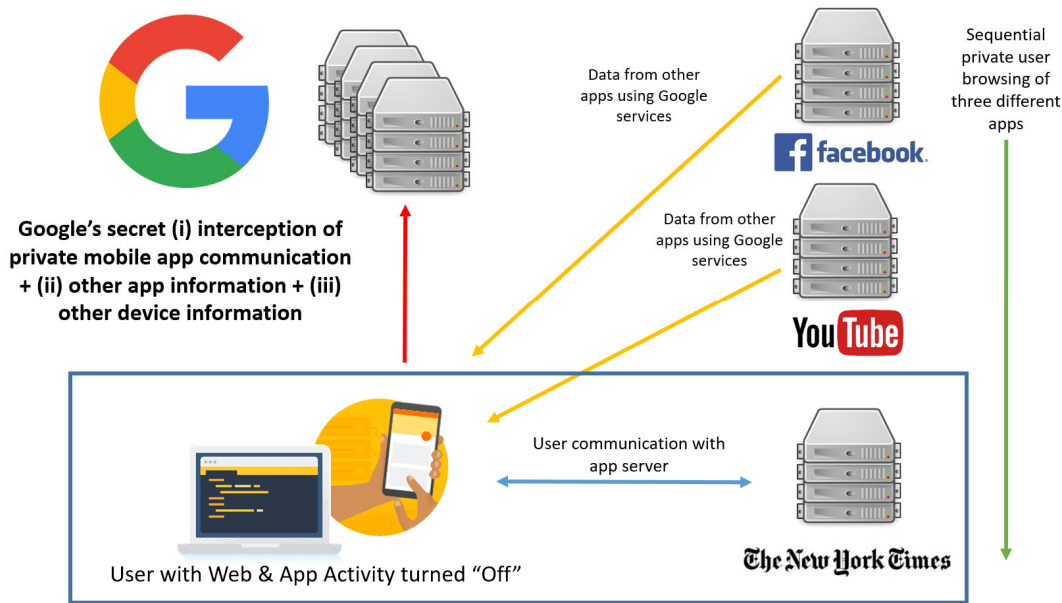 Data from other
apps using Google
services
Sequential
private user
browsing of
three different
apps
facebook.
Google’s secret (i) interception of
private mobile app communication
+ (ii) other app information + (iii)
other device information
Data from other
apps using Google
services
YouTube
User communication with
app server
The New York Times
User with Web & App Activity turned “Off”